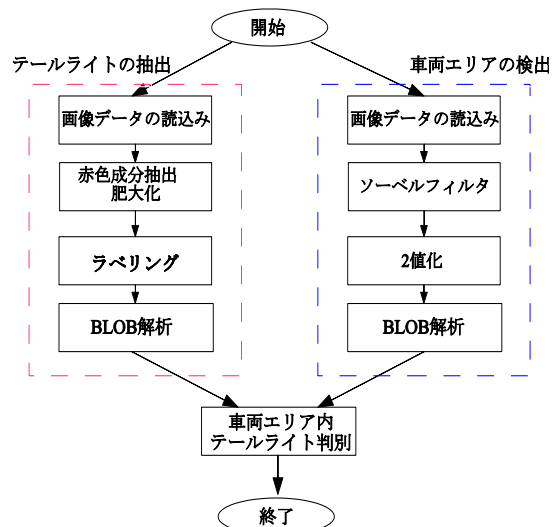 開始
テールライトの抽出
画像データの読込み
赤色成分抽出
肥大化
ラベリング
BLOB解析
車両エリアの検出
画像データの読込み
ソーベルフィルタ
2値化
BLOB解析
車両エリア内
テールライト判別
終了